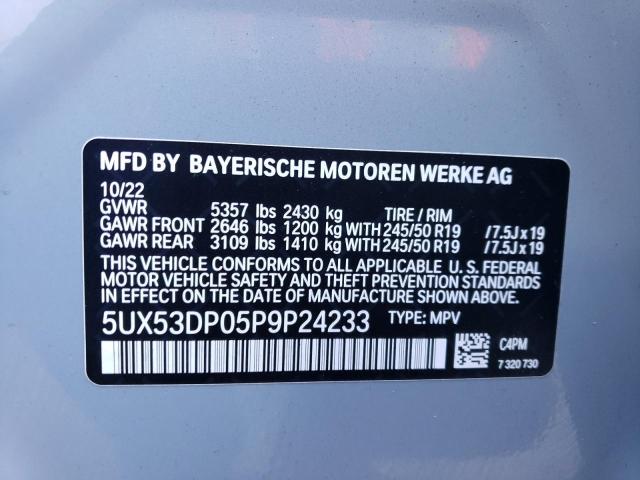 MFD BY BAYERISCHE MOTOREN WERKE AG
10/22
GVWR 5357 lbs 2430 kg TIRE / RIM
GAWR FRONT 2646 lbs 1200 kg WITH 245/50 R19 /7.5J x 19
GAWR REAR 3109 lbs 1410 kg WITH 245/50 R19 /7.5J x 19
THIS VEHICLE CONFORMS TO ALL APPLICABLE U. S. FEDERAL
MOTOR VEHICLE SAFETY AND THEFT PREVENTION STANDARDS
IN EFFECT ON THE DATE OF MANUFACTURE SHOWN ABOVE.
5UX53DP05P9P24233 TYPE: MPV
C4PM
7 320 730